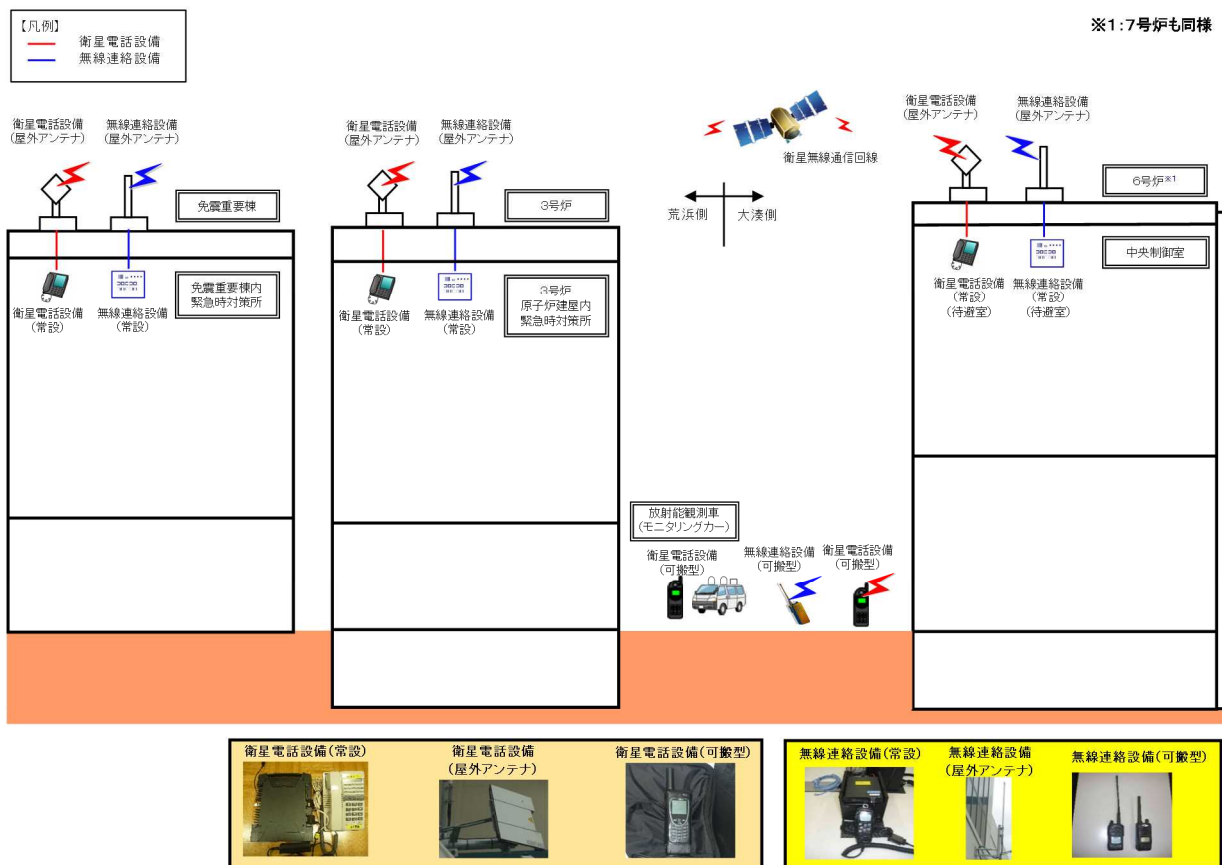 【凡例】
衛星電話設備
無線連絡設備
※1:7号炉も同様
衛星電話設備
(屋外アンテナ)
無線連絡設備
(屋外アンテナ)
免震重要棟
免震重要棟内
緊急時対策所
衛星電話設備
(常設)
無線連絡設備
(常設)
衛星電話設備
(屋外アンテナ)
無線連絡設備
(屋外アンテナ)
3号炉
3号炉
原子炉建屋内
緊急時対策所
衛星電話設備
(常設)
無線連絡設備
(常設)
衛星無線通信回線
荒浜側
大湊側
衛星電話設備
(屋外アンテナ)
無線連絡設備
(屋外アンテナ)
6号炉※1
中央制御室
衛星電話設備
(常設)
(待避室)
無線連絡設備
(常設)
(待避室)
放射能観測車
(モニタリングカー)
衛星電話設備
(可搬型)
無線連絡設備
(可搬型)
衛星電話設備
(可搬型)
衛星電話設備(常設)
衛星電話設備
(屋外アンテナ)
衛星電話設備(可搬型)
無線連絡設備(常設)
無線連絡設備
(屋外アンテナ)
無線連絡設備(可搬型)